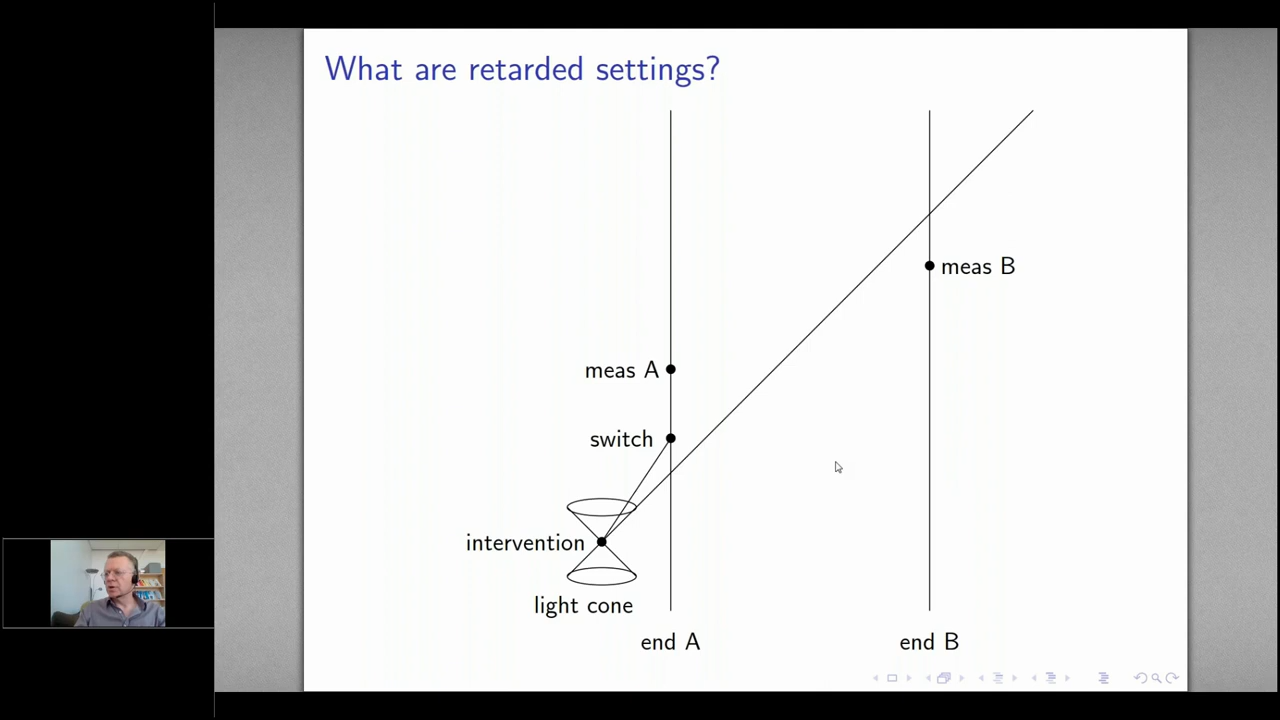 What are retarded settings?
meas B
meas A
switch
intervention
light cone
end A
end B